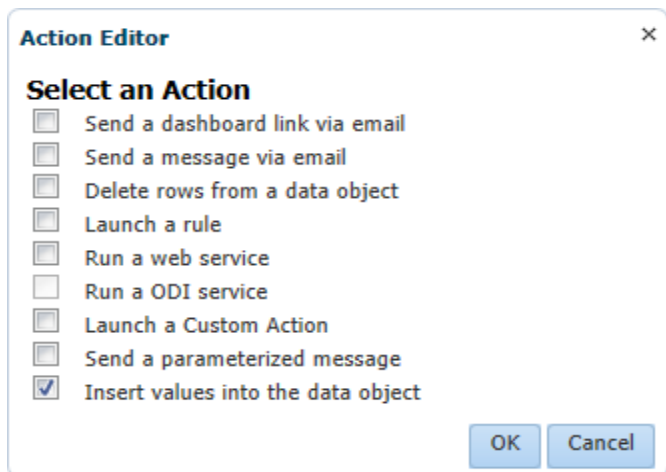 Action Editor
Select an Action
Send a dashboard link via email
Send a message via email
Delete rows from a data object
Launch a rule
Run a web service
Run a ODI service
Launch a Custom Action
Send a parameterized message
Insert values into the data object
OK Cancel